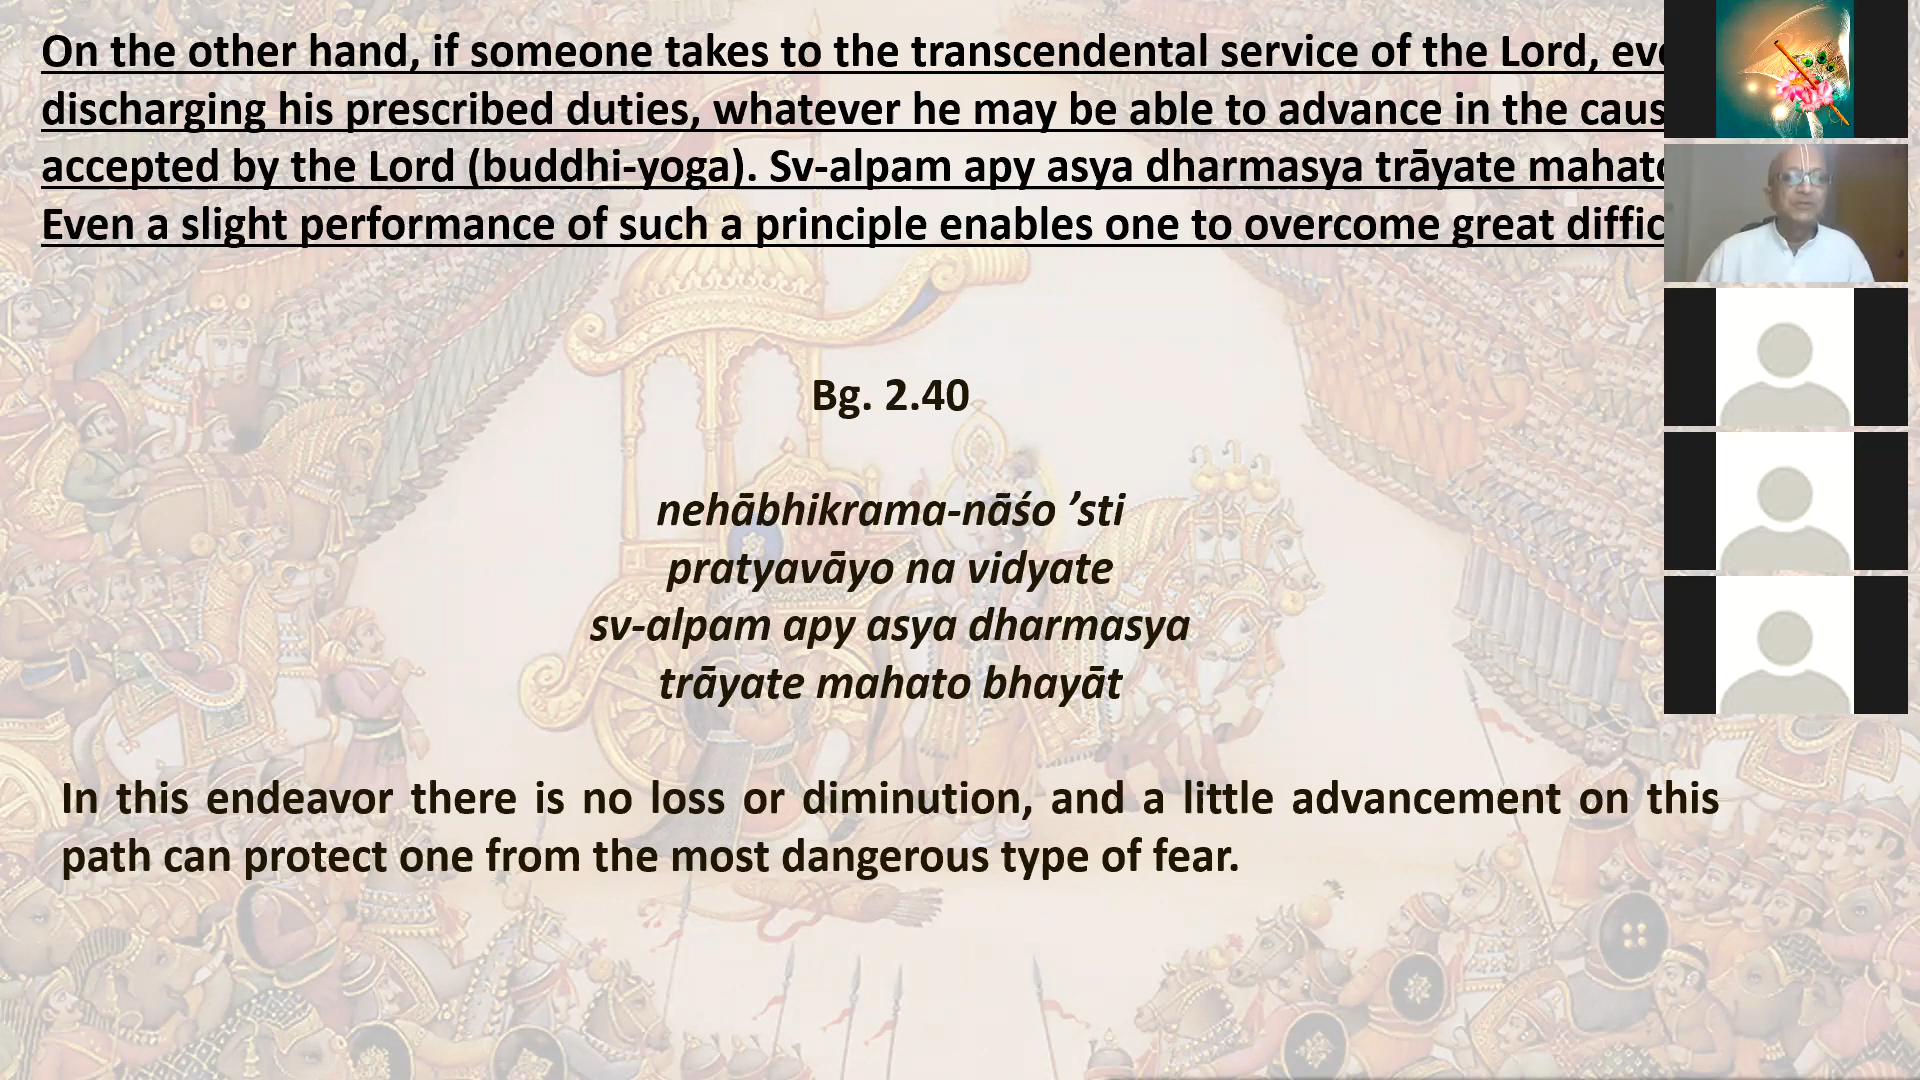 On the other hand, if someone takes to the transcendental service of the Lord,
discharging his prescribed duties, whatever he may be able to advance in the
accepted by the Lord (buddhi-yoga). Sv-alpam apy asya dharmasya trāyate
Even a slight performance of such a principle enables one to overcome great
Bg. 2.40
nehābhikrama-nāśo ’sti
pratyavāyo na vidyate
sv-alpam apy asya dharmasya
trāyate mahato bhayāt
In this endeavor there is no loss or diminution, and a little advancement on this
path can protect one from the most dangerous type of fear.